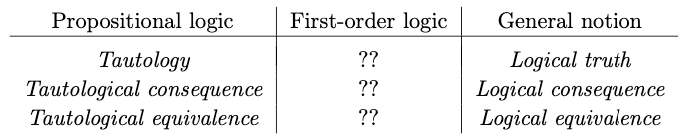 Propositional logic First-order logic General notion
Tautology ?? Logical truth
Tautological consequence ?? Logical consequence
Tautological equivalence ?? Logical equivalence